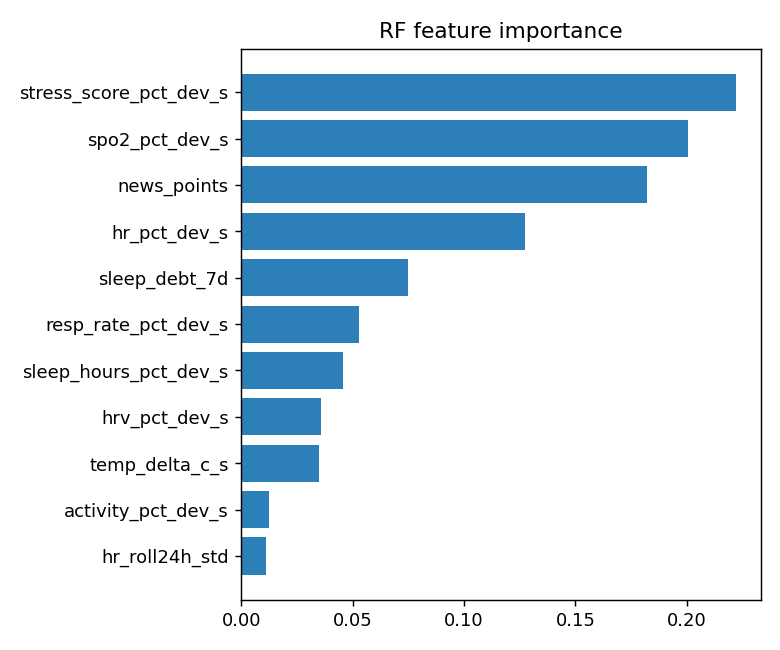 RF feature importance
stress_score_pct_dev_s
spo2_pct_dev_s
news_points
hr_pct_dev_s
sleep_debt_7d
resp_rate_pct_dev_s
sleep_hours_pct_dev_s
hrv_pct_dev_s
temp_delta_c_s
activity_pct_dev_s
hr_roll24h_std
0.00 0.05 0.10 0.15 0.20